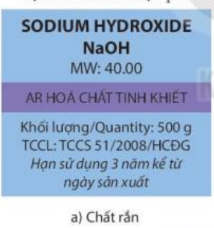 SODIUM HYDROXIDE
NaOH
MW: 40.00
AR HOÁ CHẤT TINH KHIẾT
Khối lượng/Quantity: 500 g
TCCL: TCCS 51/2008/HCĐG
Hạn sử dụng 3 năm kể từ
ngày sản xuất
a) Chất rắn